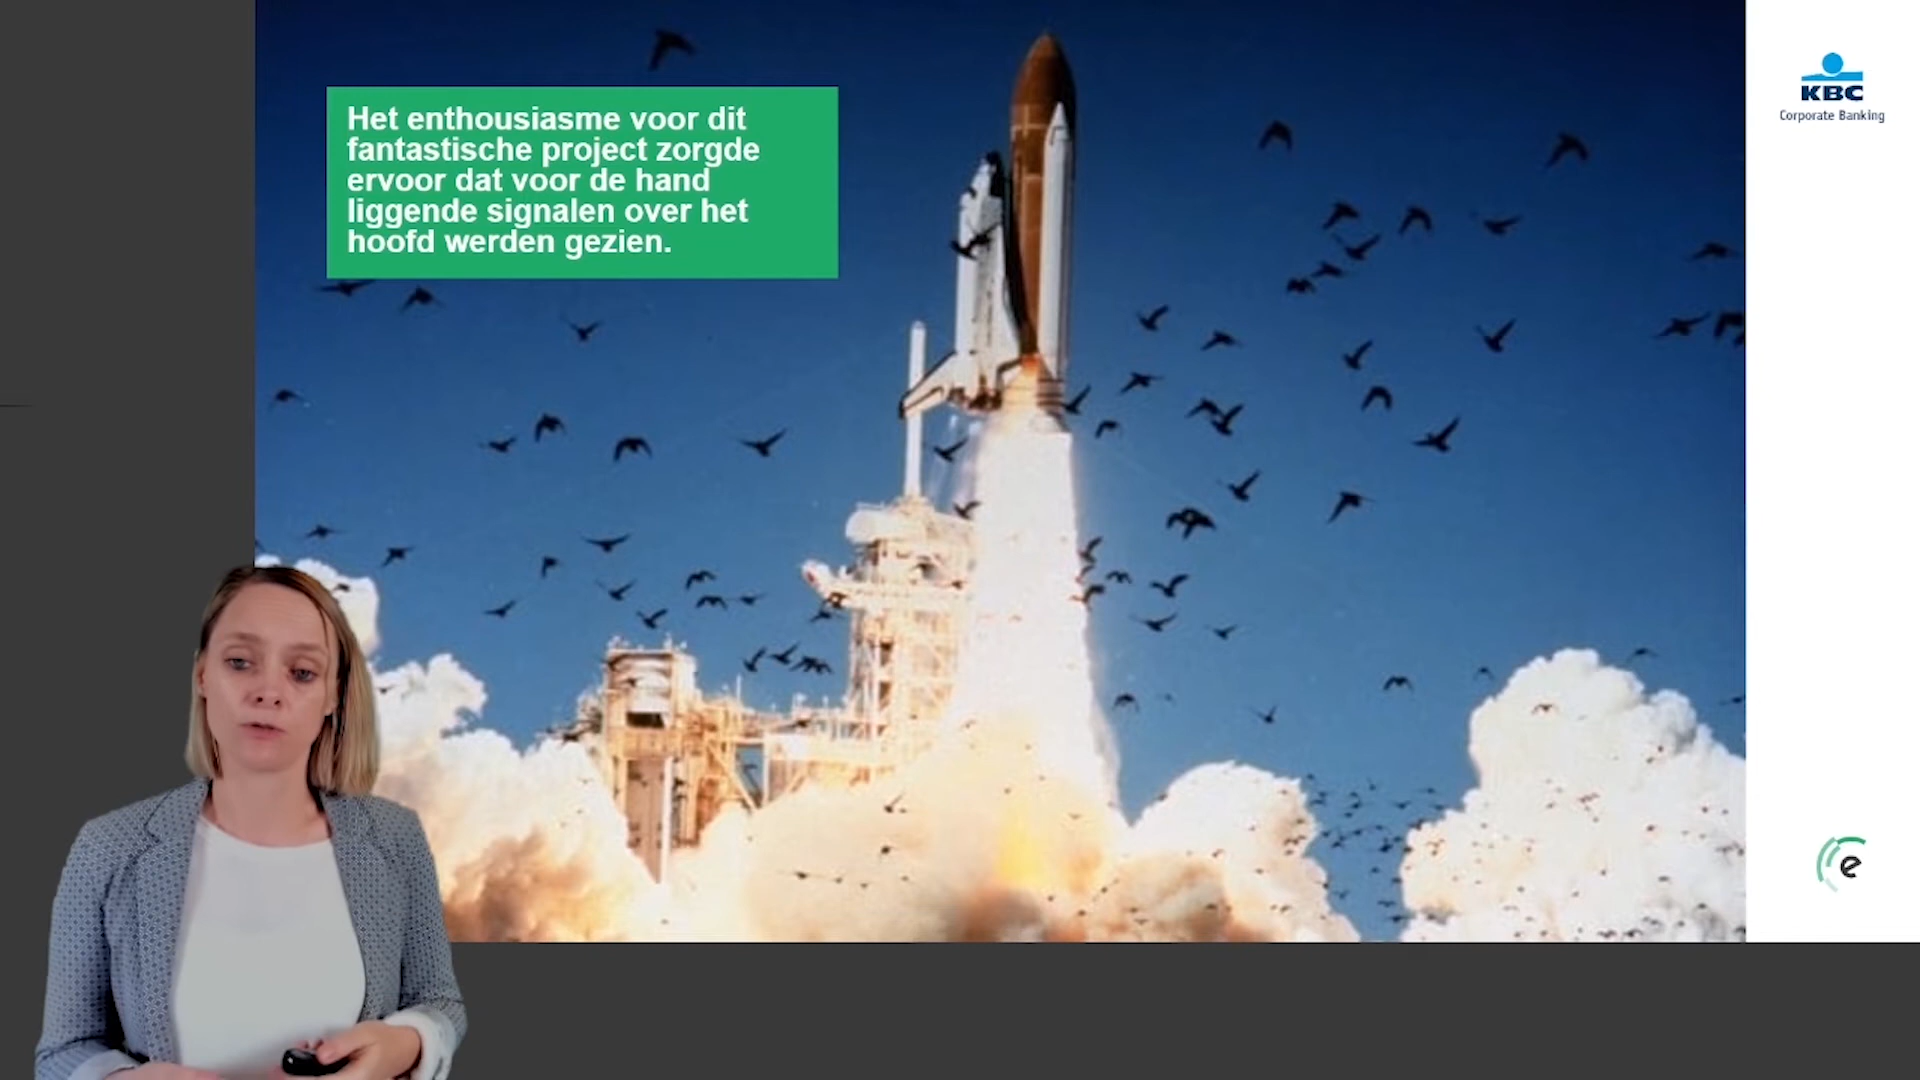 Het enthousiasme voor dit
fantastische project zorgde
ervoor dat voor de hand
liggende signalen over het
hoofd werden gezien.
KBC
Corporate Banking
e